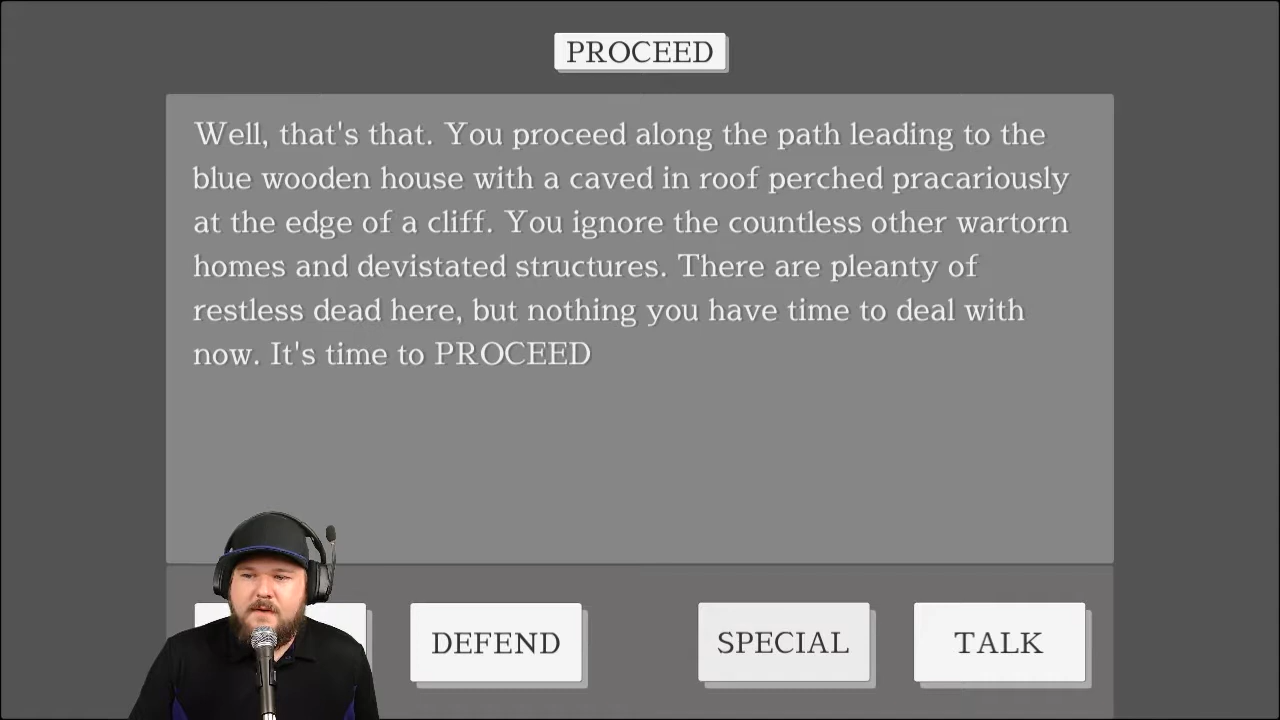 PROCEED
Well, that's that. You proceed along the path leading to the
blue wooden house with a caved in roof perched pracariously
at the edge of a cliff. You ignore the countless other wartorn
homes and devistated structures. There are pleanty of
restless dead here, but nothing you have time to deal with
now. It's time to PROCEED
DEFEND
SPECIAL
TALK